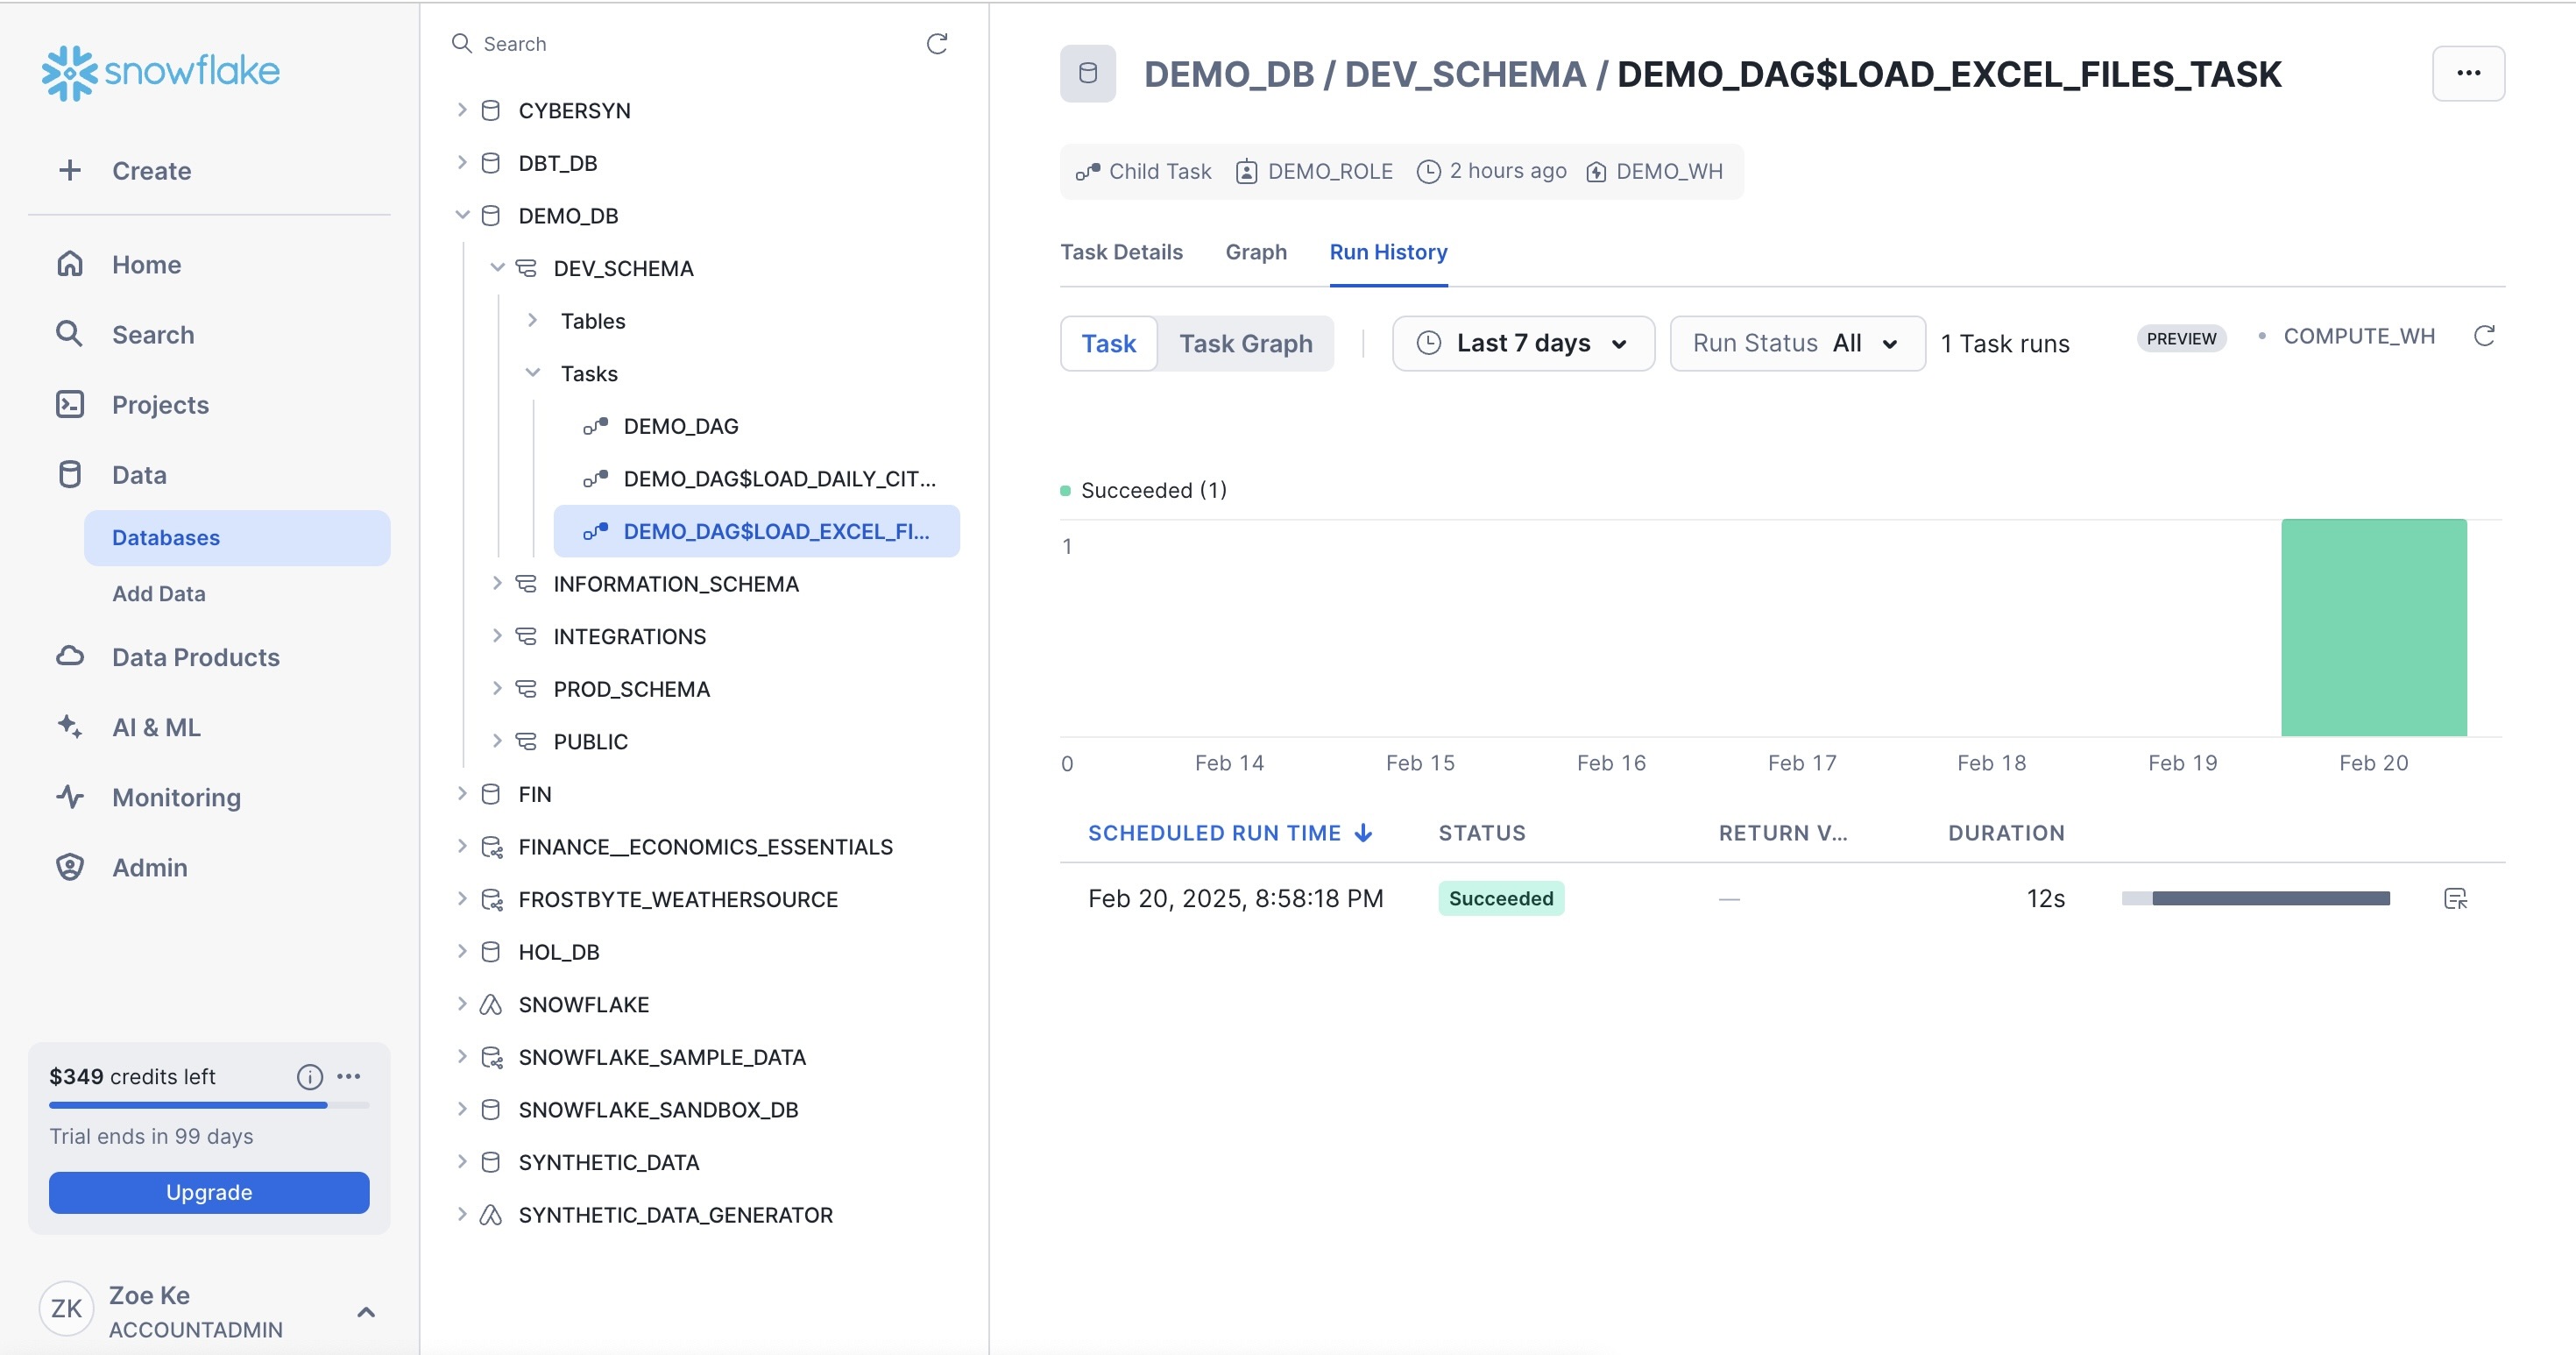 snowflake
Create
Home
Search
Projects
Data
Databases
Add Data
Data Products
AI & ML
Monitoring
Admin
$349 credits left
Trial ends in 99 days
Upgrade
ZK
Zoe Ke
ACCOUNTADMIN
Search
CYBERSYN
DBT_DB
DEMO_DB
DEV_SCHEMA
Tables
Tasks
DEMO_DAG
DEMO_DAG$LOAD_DAILY_CIT...
DEMO_DAG$LOAD_EXCEL_FI...
INFORMATION_SCHEMA
INTEGRATIONS
PROD_SCHEMA
PUBLIC
FIN
FINANCE__ECONOMICS_ESSENTIALS
FROSTBYTE_WEATHERSOURCE
HOL_DB
SNOWFLAKE
SNOWFLAKE_SAMPLE_DATA
SNOWFLAKE_SANDBOX_DB
SYNTHETIC_DATA
SYNTHETIC_DATA_GENERATOR
DEMO_DB / DEV_SCHEMA / DEMO_DAG$LOAD_EXCEL_FILES_TASK
Child Task DEMO_ROLE 2 hours ago DEMO_WH
Task Details Graph Run History
Task Task Graph Last 7 days Run Status All 1 Task runs PREVIEW • COMPUTE_WH
Succeeded (1)
1
0 Feb 14 Feb 15 Feb 16 Feb 17 Feb 18 Feb 19 Feb 20
SCHEDULED RUN TIME STATUS RETURN V... DURATION
Feb 20, 2025, 8:58:18 PM Succeeded — 12s